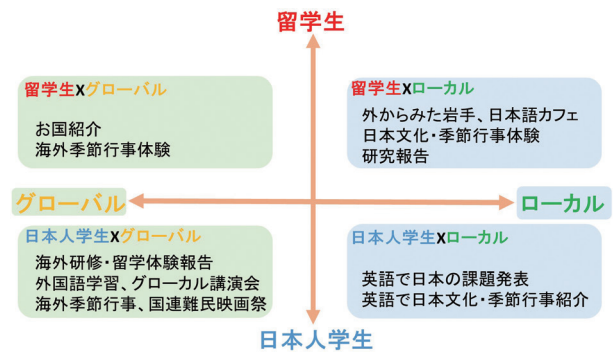 留学生
留学生Xグローバル
お国紹介
海外季節行事体験
留学生Xローカル
外からみた岩手、日本語カフェ
日本文化・季節行事体験
研究報告
グローバル
ローカル
日本人学生Xグローバル
海外研修・留学体験報告
外国語学習、グローカル講演会
海外季節行事、国連難民映画祭
日本人学生Xローカル
英語で日本の課題発表
英語で日本文化・季節行事紹介
日本人学生